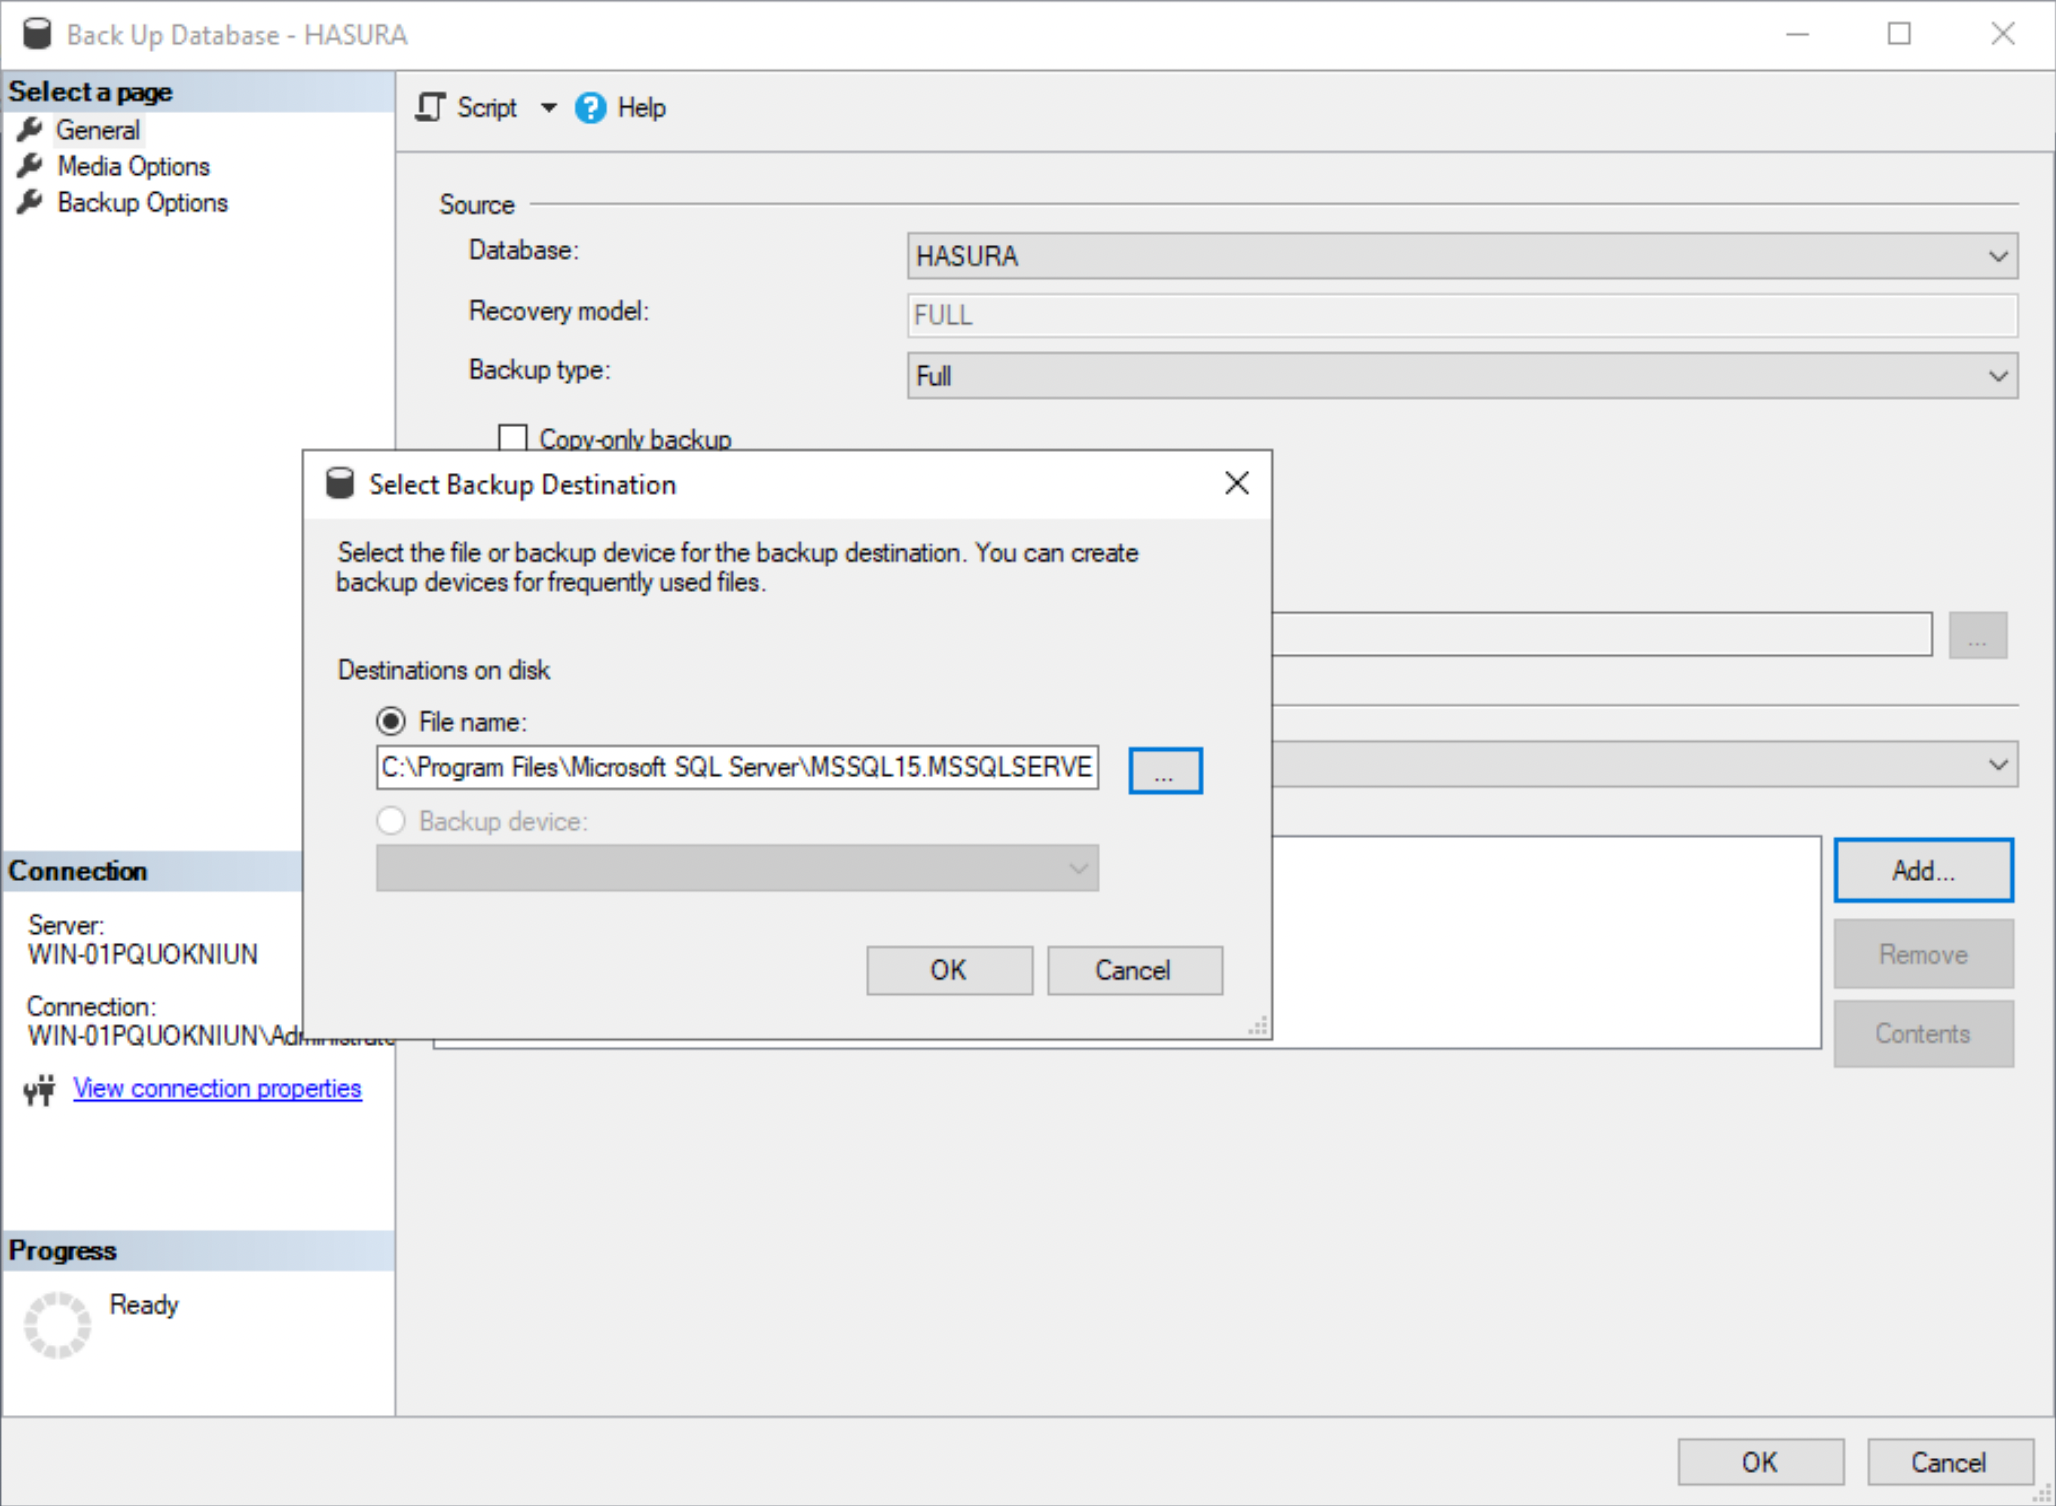 Back Up Database - HASURA
Select a page
General
Media Options
Backup Options
Script
Help
Source
Database:
HASURA
Recovery model:
FULL
Backup type:
Full
Copy-only backup
Select Backup Destination
Select the file or backup device for the backup destination. You can create
backup devices for frequently used files.
Destinations on disk
File name:
C:\Program Files\Microsoft SQL Server\MSSQL15.MSSQLSERVE
...
Backup device:
OK
Cancel
...
Add...
Remove
Contents
Connection
Server:
WIN-01PQUOKNIUN
Connection:
WIN-01PQUOKNIUN\Administrato
View connection properties
Progress
Ready
OK
Cancel